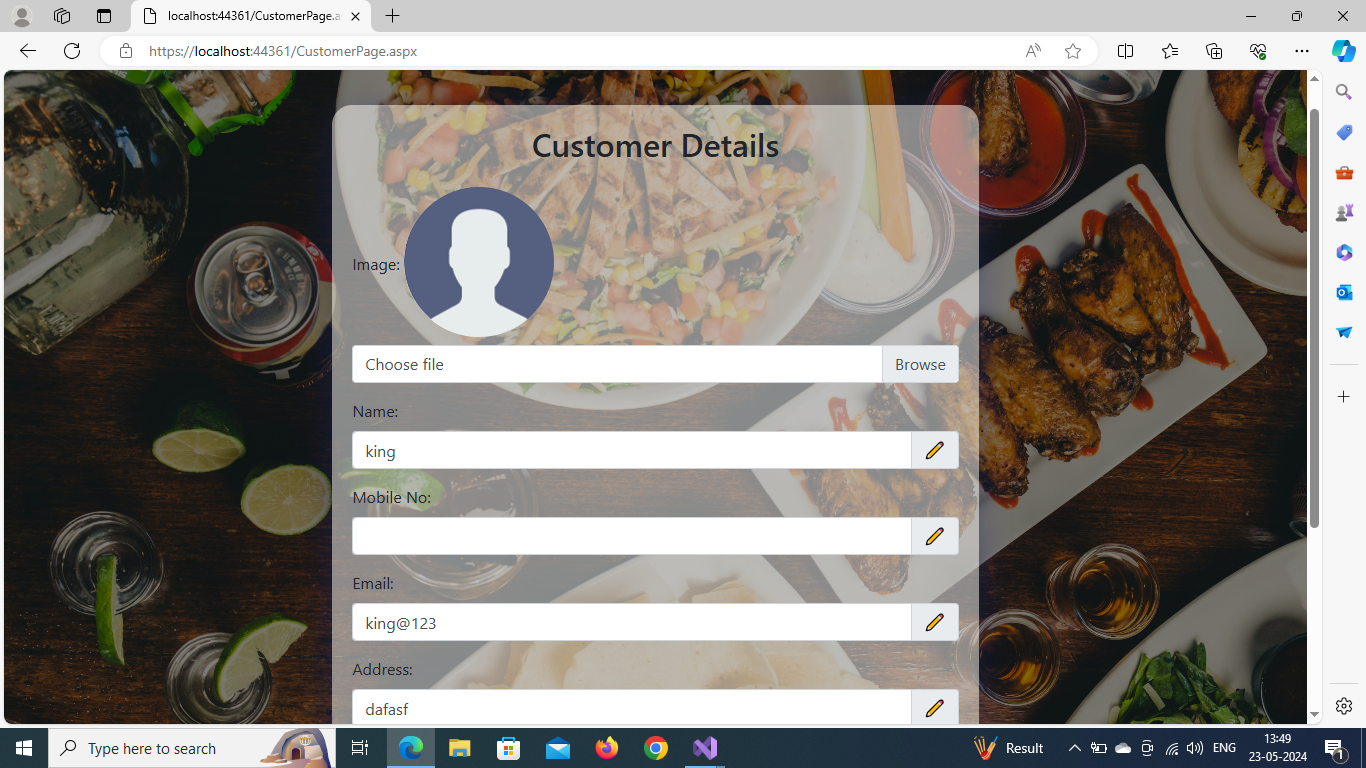 localhost:44361/CustomerPage.a
https://localhost:44361/CustomerPage.aspx
Customer Details
Image:
Choose file
Browse
Name:
king
Mobile No:
Email:
king@123
Address:
dafasf
Type here to search
Result
ENG
13:49
23-05-2024
1